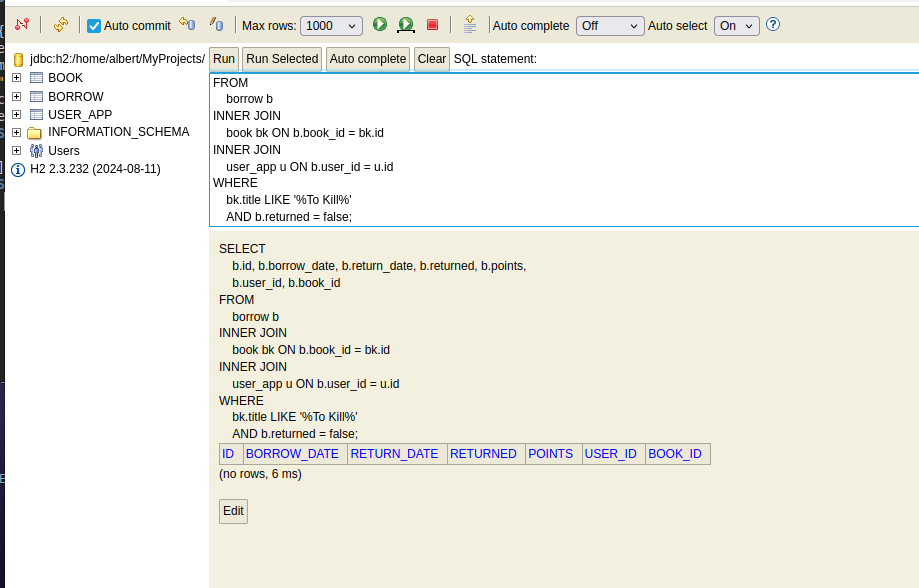 Auto commit Max rows: 1000 Auto complete Off Auto select On ?
jdbc:h2:/home/albert/MyProjects/
BOOK
BORROW
USER_APP
INFORMATION_SCHEMA
Users
H2 2.3.232 (2024-08-11)
Run Run Selected Auto complete Clear SQL statement:
FROM
borrow b
INNER JOIN
book bk ON b.book_id = bk.id
INNER JOIN
user_app u ON b.user_id = u.id
WHERE
bk.title LIKE '%To Kill%'
AND b.returned = false;
SELECT
b.id, b.borrow_date, b.return_date, b.returned, b.points,
b.user_id, b.book_id
FROM
borrow b
INNER JOIN
book bk ON b.book_id = bk.id
INNER JOIN
user_app u ON b.user_id = u.id
WHERE
bk.title LIKE '%To Kill%'
AND b.returned = false;
ID BORROW_DATE RETURN_DATE RETURNED POINTS USER_ID BOOK_ID
(no rows, 6 ms)
Edit